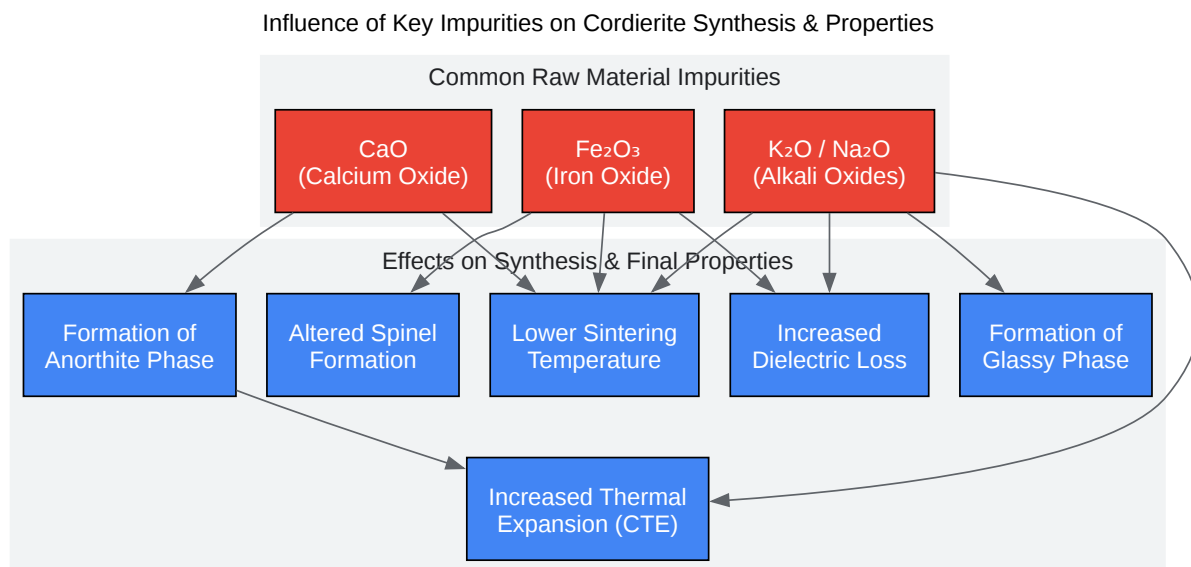 Influence of Key Impurities on Cordierite Synthesis & Properties
Common Raw Material Impurities
CaO
(Calcium Oxide)
Fe₂O₃
(Iron Oxide)
K₂O / Na₂O
(Alkali Oxides)
Effects on Synthesis & Final Properties
Formation of
Anorthite Phase
Altered Spinel
Formation
Lower Sintering
Temperature
Increased
Dielectric Loss
Formation of
Glassy Phase
Increased Thermal
Expansion (CTE)